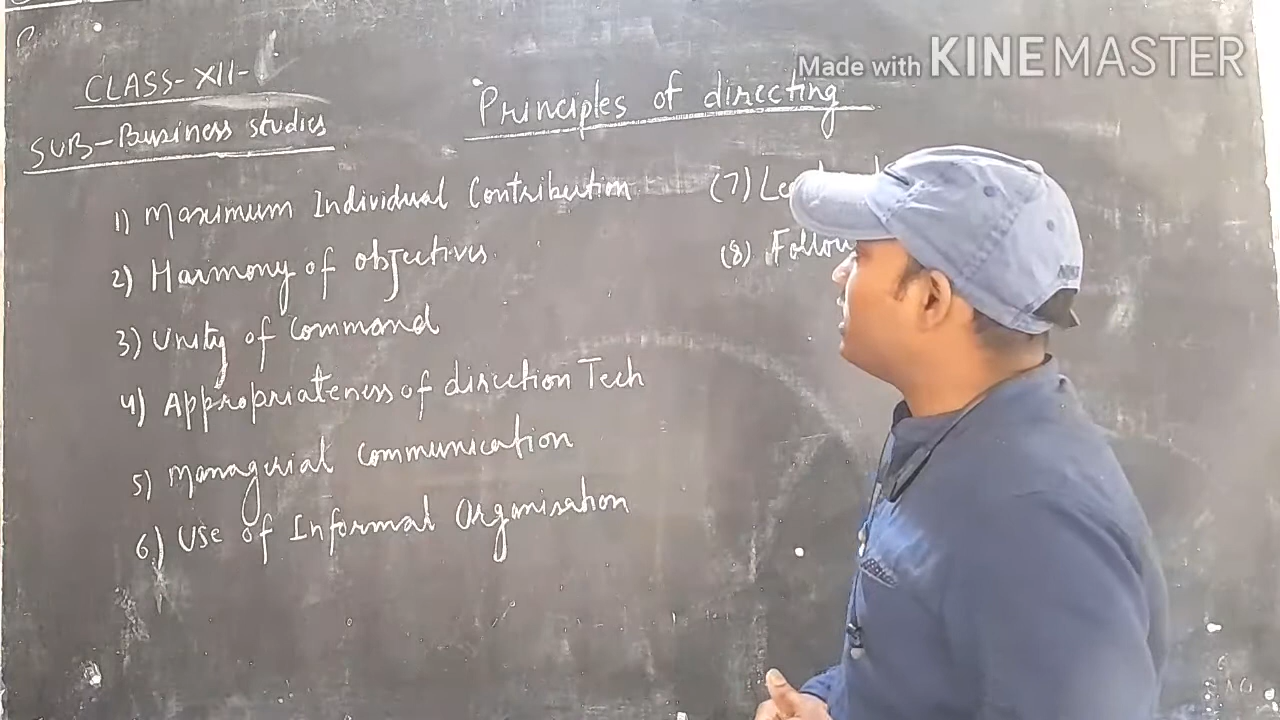 Made with KINEMASTER
CLASS-XII-
SUB-Business studies
Principles of directing
1) Maximum Individual Contribution
2) Harmony of objectives
3) Unity of Command
4) Appropriateness of direction Tech
5) Managerial Communication
6) Use of Informal Organisation
(7)
(8) Follow